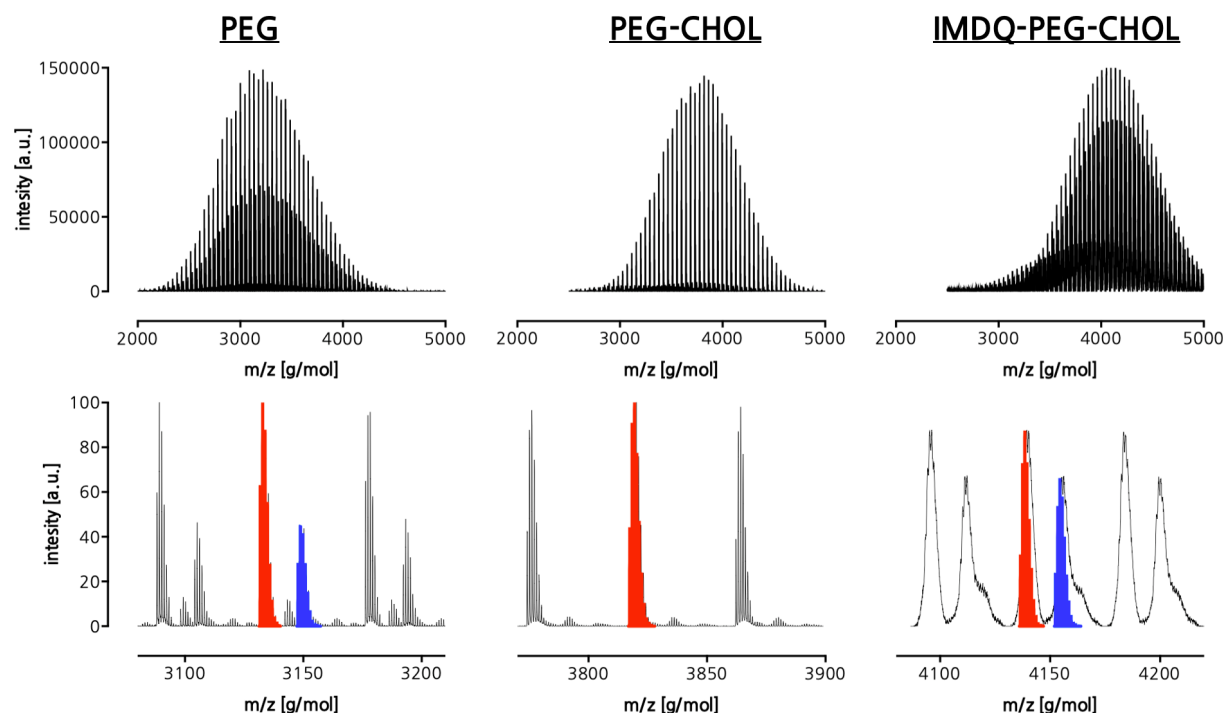 PEG PEG-CHOL IMDQ-PEG-CHOL
intesity [a.u.]
150000
100000
50000
0
2000 3000 4000 5000 2000 3000 4000 5000 2000 3000 4000 5000
m/z [g/mol] m/z [g/mol] m/z [g/mol]
intesity [a.u.]
100
80
60
40
20
0
3100 3150 3200 3800 3850 3900 4100 4150 4200
m/z [g/mol] m/z [g/mol] m/z [g/mol]